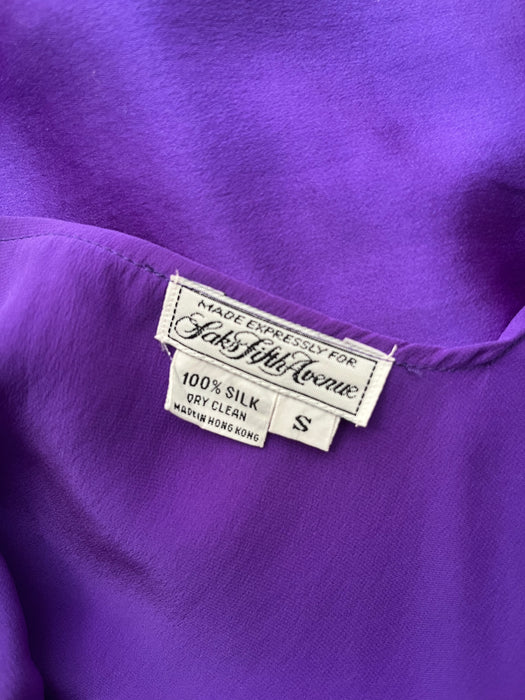 MADE EXPRESSLY FOR
Saks Fifth Avenue
100% SILK
DRY CLEAN
MADE IN HONG KONG
S